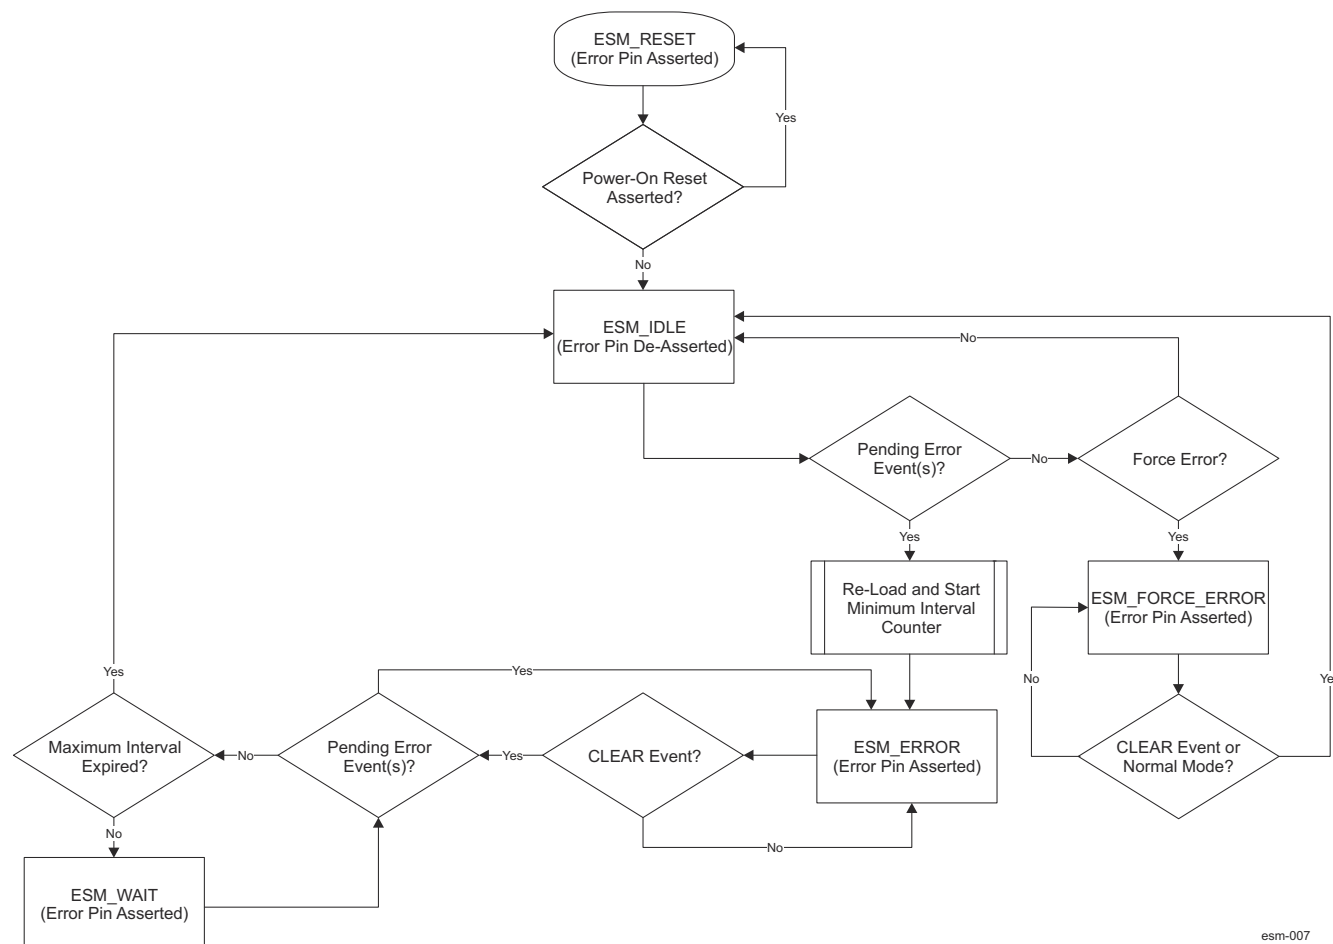 ESM_RESET
(Error Pin Asserted)
Yes
Power-On Reset
Asserted?
No
ESM_IDLE
(Error Pin De-Asserted)
No
Pending Error
Event(s)?
No
Force Error?
Yes
Yes
Re-Load and Start
Minimum Interval
Counter
ESM_FORCE_ERROR
(Error Pin Asserted)
Yes
Yes
No
Ye
Maximum Interval
Expired?
No
Pending Error
Event(s)?
Yes
CLEAR Event?
ESM_ERROR
(Error Pin Asserted)
CLEAR Event or
Normal Mode?
No
No
ESM_WAIT
(Error Pin Asserted)
esm-007